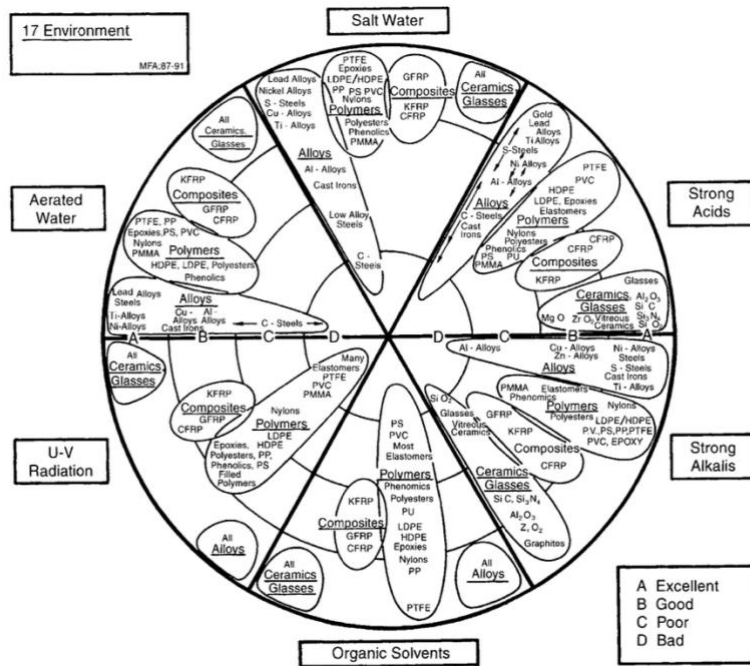 17 Environment
MFA:87-91
Salt Water
Lead Alloys
Nickel Alloys
S - Steels
Cu - Alloys
Ti - Alloys
Alloys
Al - Alloys
Cast Irons
Low Alloy
Steels
C -
Steels
PTFE
Epoxies
LDPE/HDPE
PP PS PVC
Nylons
Polymers
Polyesters
Phenolics
PMMA
GFRP
Composites
KFRP
CFRP
All
Ceramics
Glasses
Strong
Acids
Gold
Lead
Alloys
Ti Alloys
S-Steels
Ni Alloys
Al - Alloys
Alloys
C - Steels
Cast
Irons
PTFE
PVC
HDPE
LDPE, Epoxies
Elastomers
Polymers
Nylons
Polyesters
Phenolics
PS PU
PMMA
CFRP
GFRP
Composites
KFRP
Glasses
Ceramics, Al2O3
Glasses Si C
Si3N4
Mg O Zr O2 Vitreous
Ceramics Si O2
Aerated
Water
All
Ceramics,
Glasses
KFRP
Composites
GFRP
CFRP
PTFE, PP
Epoxies, PS, PVC
Nylons
PMMA
Polymers
HDPE, LDPE, Polyesters
Phenolics
Lead Alloys
Steels
Ti-Alloys
Ni-Alloys
Alloys
Cu - Al -
Alloys Alloys
Cast Irons
C - Steels
A B C D D C B A
U-V
Radiation
All
Ceramics
Glasses
KFRP
Composites
GFRP
CFRP
Many
Elastomers
PTFE
PVC
PMMA
Nylons
Polymers
LDPE
HDPE
Epoxies,
Polyesters, PP,
Phenolics, PS
Filled
Polymers
All
Alloys
Strong
Alkalis
Al - Alloys
Cu - Alloys
Zn - Alloys
Alloys
Ni - Alloys
Steels
S - Steels
Cast Irons
Ti - Alloys
PMMA
Phenomics
Elastomers
Polymers
Polyesters
Nylons
LDPE/HDPE
P.V.,PS,PP,PTFE
PVC, EPOXY
GFRP
KFRP
Composites
CFRP
Si O2
Glasses
Vitreous
Ceramics
Ceramics
Glasses
Si C, Si3N4
Al2O3
Z, O2
Graphites
Organic Solvents
All
Ceramics
Glasses
KFRP
Composites
GFRP
CFRP
PS
PVC
Most
Elastomers
Polymers
Phenomics
Polyesters
PU
LDPE
HDPE
Epoxies
Nylons
PP
PTFE
All
Alloys
A Excellent
B Good
C Poor
D Bad